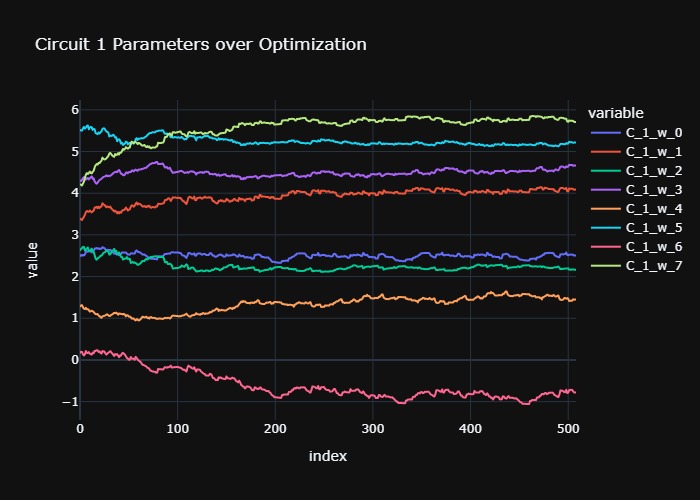 Circuit 1 Parameters over Optimization
value
6
5
4
3
2
1
0
−1
0 100 200 300 400 500
index
variable
C_1_w_0
C_1_w_1
C_1_w_2
C_1_w_3
C_1_w_4
C_1_w_5
C_1_w_6
C_1_w_7